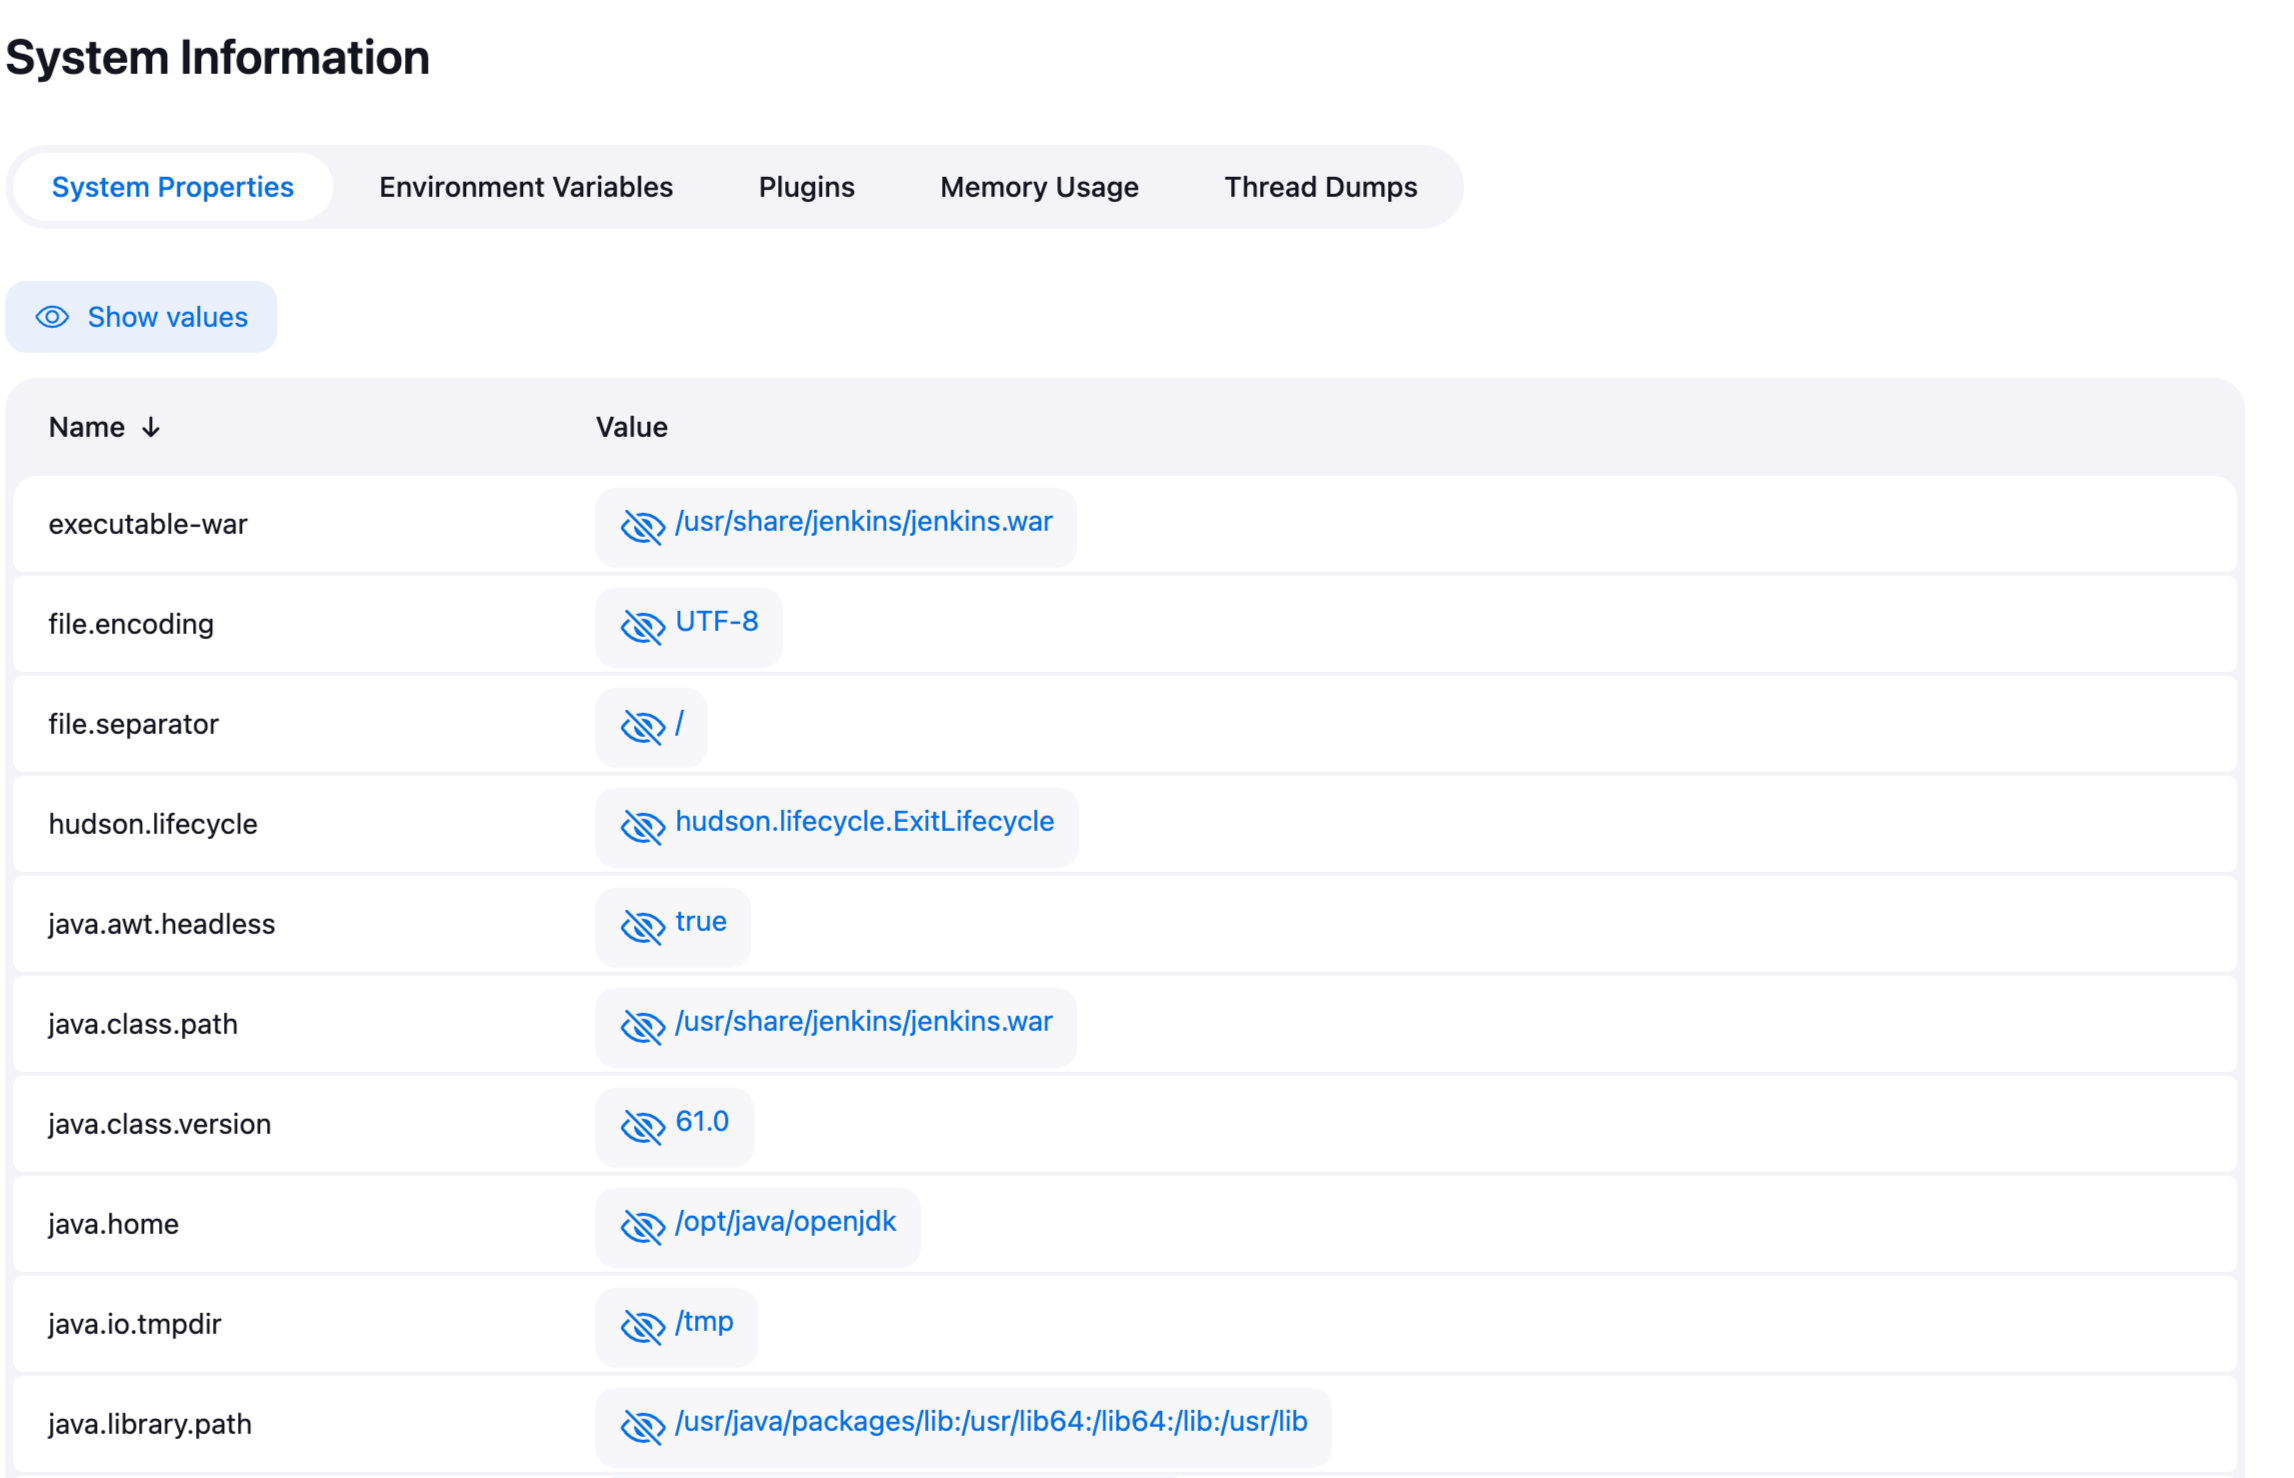 System Information
System Properties Environment Variables Plugins Memory Usage Thread Dumps
Show values
Name Value
executable-war /usr/share/jenkins/jenkins.war
file.encoding UTF-8
file.separator /
hudson.lifecycle hudson.lifecycle.ExitLifecycle
java.awt.headless true
java.class.path /usr/share/jenkins/jenkins.war
java.class.version 61.0
java.home /opt/java/openjdk
java.io.tmpdir /tmp
java.library.path /usr/java/packages/lib:/usr/lib64:/lib64:/lib:/usr/lib